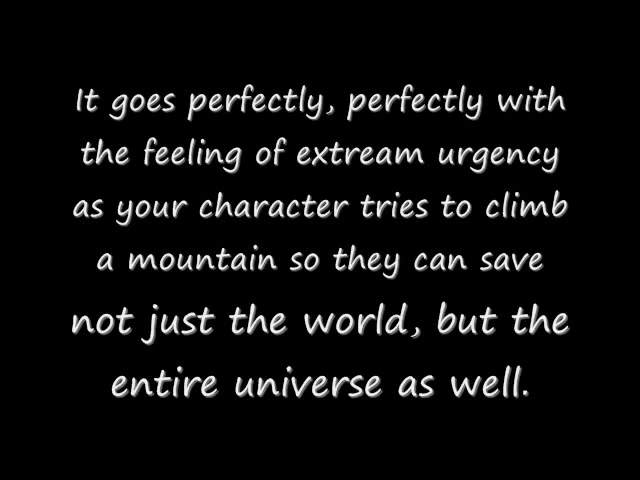 It goes perfectly, perfectly with
the feeling of extream urgency
as your character tries to climb
a mountain so they can save
not just the world, but the
entire universe as well.